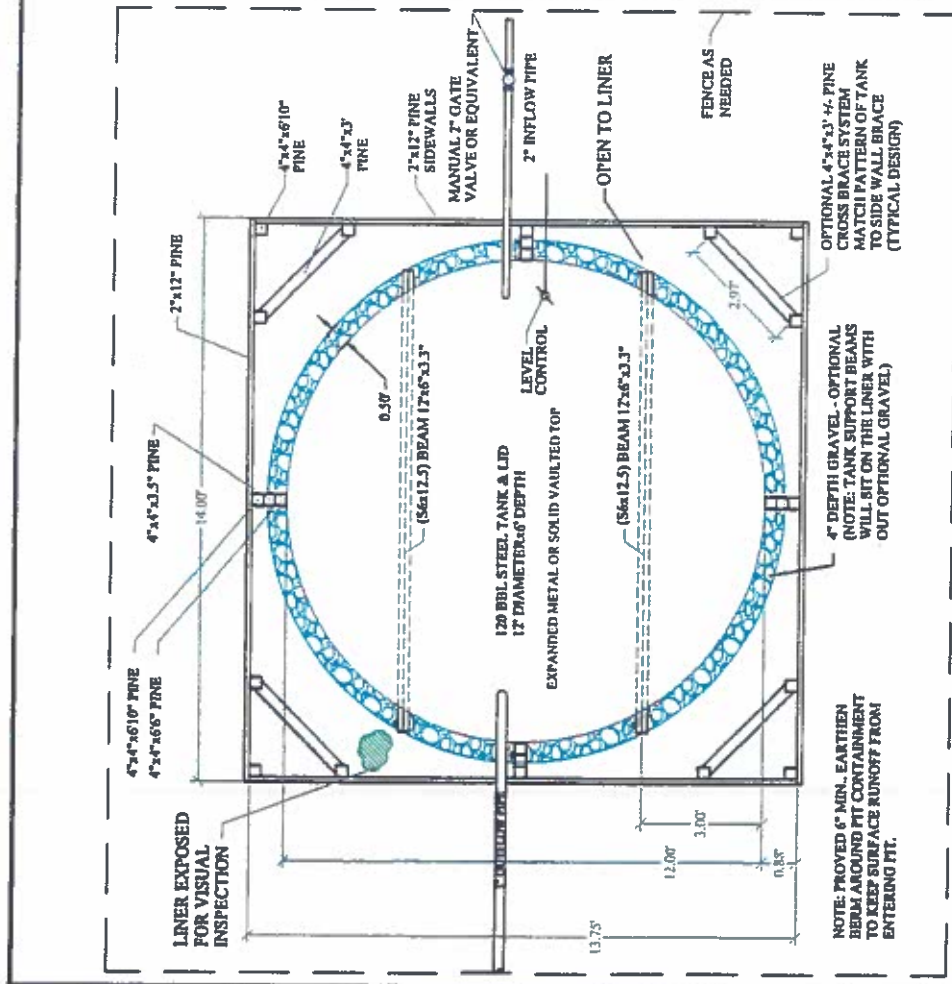 LINER EXPOSED
FOR VISUAL
INSPECTION
4"x4"x6'10" PINE
4"x4"x6'6" PINE
4"x4"x3.5" PINE
2"x12" PINE
4"x4"x6'10"
PINE
4"x4"x3'
PINE
2"x12" PINE
SIDEWALLS
MANUAL 2" GATE
VALVE OR EQUIVALENT
2" INFLOW PIPE
OPEN TO LINER
FENCE AS
NEEDED
14.00'
0.50'
(S6x12.5) BEAM 12'x6"x3.3"
LEVEL
CONTROL
120 BBL STEEL TANK & LID
12' DIAMETERx6' DEPTH
EXPANDED METAL OR SOLID VAULTED TOP
(S6x12.5) BEAM 12'x6"x3.3"
2.97'
OPTIONAL 4"x4"x3' +/- PINE
CROSS BRACE SYSTEM
MATCH PATTERN OF TANK
TO SIDE WALL BRACE
(TYPICAL DESIGN)
4" DEPTH GRAVEL - OPTIONAL
(NOTE: TANK SUPPORT BEAMS
WILL SIT ON THE LINER WITH
OUT OPTIONAL GRAVEL)
13.75'
12.00'
3.00'
0.88'
NOTE: PROVED 6" MIN., EARTHEN
BERM AROUND PIT CONTAINMENT
TO KEEP SURFACE RUNOFF FROM
ENTERING PIT.